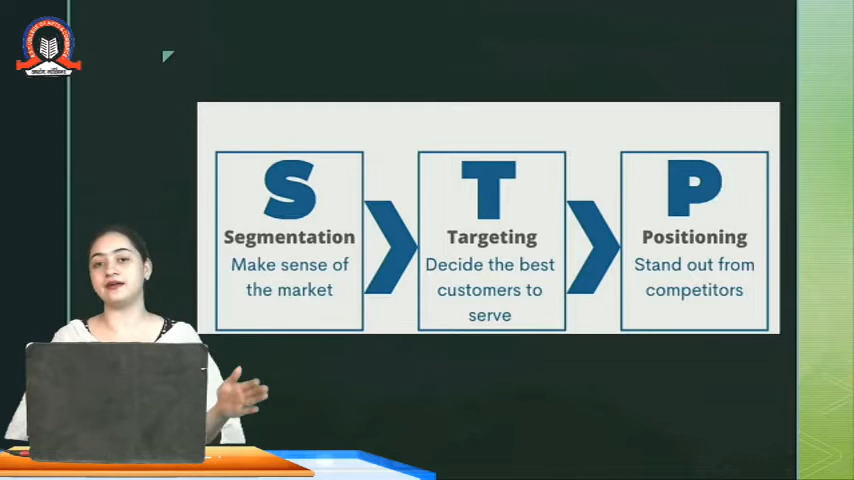 S
Segmentation
Make sense of
the market
T
Targeting
Decide the best
customers to
serve
P
Positioning
Stand out from
competitors